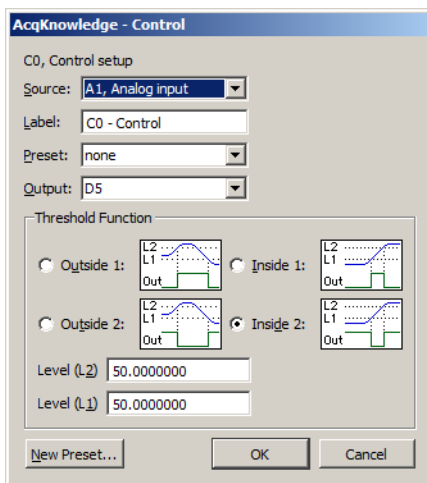 AcqKnowledge - Control
C0, Control setup
Source: A1, Analog input
Label: C0 - Control
Preset: none
Output: D5
Threshold Function
Outside 1: L2 L1 Out Inside 1: L2 L1 Out
Outside 2: L2 L1 Out Inside 2: L2 L1 Out
Level (L2) 50.0000000
Level (L1) 50.0000000
New Preset... OK Cancel